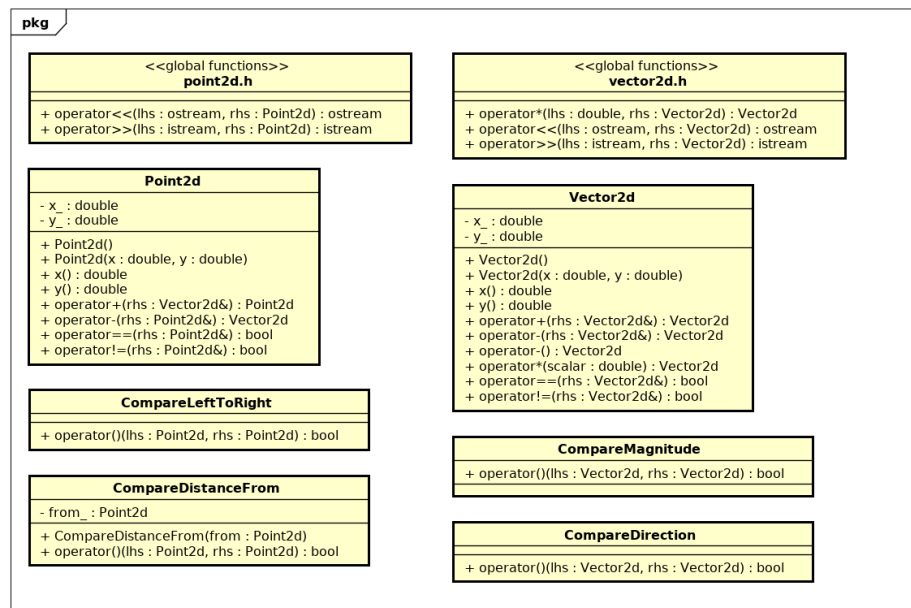 pkg
<<global functions>>
point2d.h
+ operator<<(lhs : ostream, rhs : Point2d) : ostream
+ operator>>(lhs : istream, rhs : Point2d) : istream
Point2d
- x_ : double
- y_ : double
+ Point2d()
+ Point2d(x : double, y : double)
+ x() : double
+ y() : double
+ operator+(rhs : Vector2d&) : Point2d
+ operator-(rhs : Point2d&) : Vector2d
+ operator==(rhs : Point2d&) : bool
+ operator!=(rhs : Point2d&) : bool
CompareLeftToRight
+ operator()(lhs : Point2d, rhs : Point2d) : bool
CompareDistanceFrom
- from_ : Point2d
+ CompareDistanceFrom(from : Point2d)
+ operator()(lhs : Point2d, rhs : Point2d) : bool
<<global functions>>
vector2d.h
+ operator*(lhs : double, rhs : Vector2d) : Vector2d
+ operator<<(lhs : ostream, rhs : Vector2d) : ostream
+ operator>>(lhs : istream, rhs : Vector2d) : istream
Vector2d
- x_ : double
- y_ : double
+ Vector2d()
+ Vector2d(x : double, y : double)
+ x() : double
+ y() : double
+ operator+(rhs : Vector2d&) : Vector2d
+ operator-(rhs : Vector2d&) : Vector2d
+ operator-() : Vector2d
+ operator*(scalar : double) : Vector2d
+ operator==(rhs : Vector2d&) : bool
+ operator!=(rhs : Vector2d&) : bool
CompareMagnitude
+ operator()(lhs : Vector2d, rhs : Vector2d) : bool
CompareDirection
+ operator()(lhs : Vector2d, rhs : Vector2d) : bool